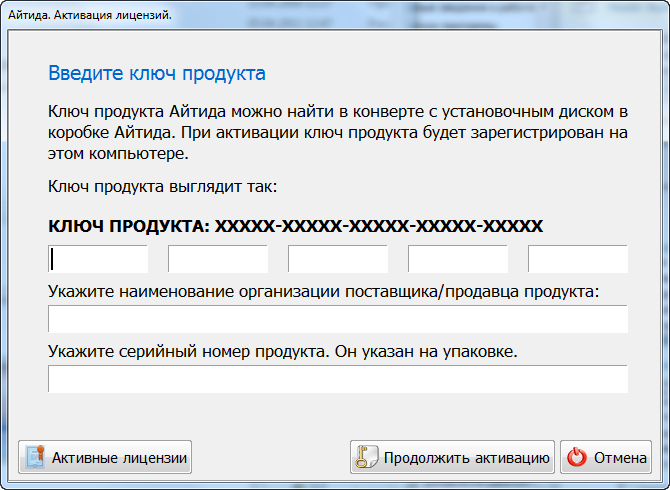 Айтида. Активация лицензий.
Введите ключ продукта
Ключ продукта Айтида можно найти в конверте с установочным диском в
коробке Айтида. При активации ключ продукта будет зарегистрирован на
этом компьютере.
Ключ продукта выглядит так:
КЛЮЧ ПРОДУКТА: XXXXX-XXXXX-XXXXX-XXXXX-XXXXX
Укажите наименование организации поставщика/продавца продукта:
Укажите серийный номер продукта. Он указан на упаковке.
Активные лицензии Продолжить активацию Отмена